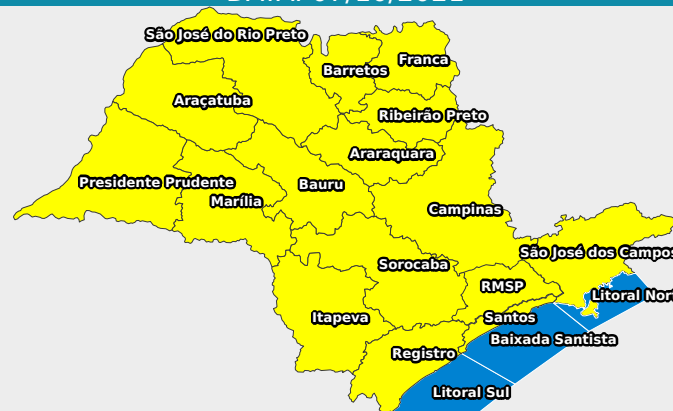 São José do Rio Preto
Franca
Barretos
Araçatuba
Ribeirão Preto
Araraquara
Presidente Prudente
Bauru
Marília
Campinas
São José dos Campos
Sorocaba
RMSP
Litoral Nort
Itapeva
Santos
Baixada Santista
Registro
Litoral Sul